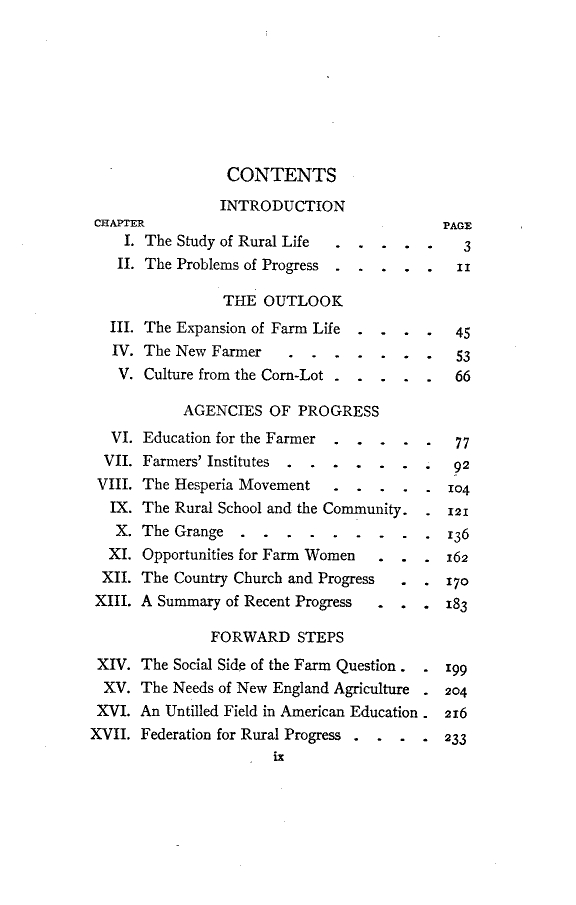 CONTENTS
INTRODUCTION
CHAPTER PAGE
I. The Study of Rural Life . . . . . 3
II. The Problems of Progress . . . . . 11
THE OUTLOOK
III. The Expansion of Farm Life . . . . 45
IV. The New Farmer . . . . . . . 53
V. Culture from the Corn-Lot . . . . . 66
AGENCIES OF PROGRESS
VI. Education for the Farmer . . . . . 77
VII. Farmers' Institutes . . . . . . . 92
VIII. The Hesperia Movement . . . . . 104
IX. The Rural School and the Community. . 121
X. The Grange . . . . . . . . . 136
XI. Opportunities for Farm Women . . . 162
XII. The Country Church and Progress . . 170
XIII. A Summary of Recent Progress . . . 183
FORWARD STEPS
XIV. The Social Side of the Farm Question . . 199
XV. The Needs of New England Agriculture . 204
XVI. An Untilled Field in American Education . 216
XVII. Federation for Rural Progress . . . . 233
ix